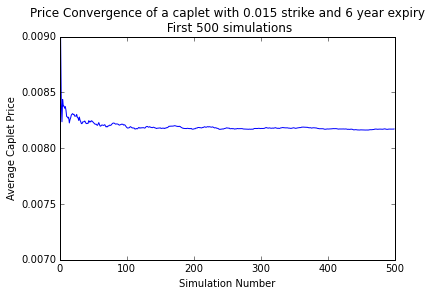 Price Convergence of a caplet with 0.015 strike and 6 year expiry
First 500 simulations
0.0090
0.0085
0.0080
0.0075
0.0070
Average Caplet Price
0
100
200
300
400
500
Simulation Number